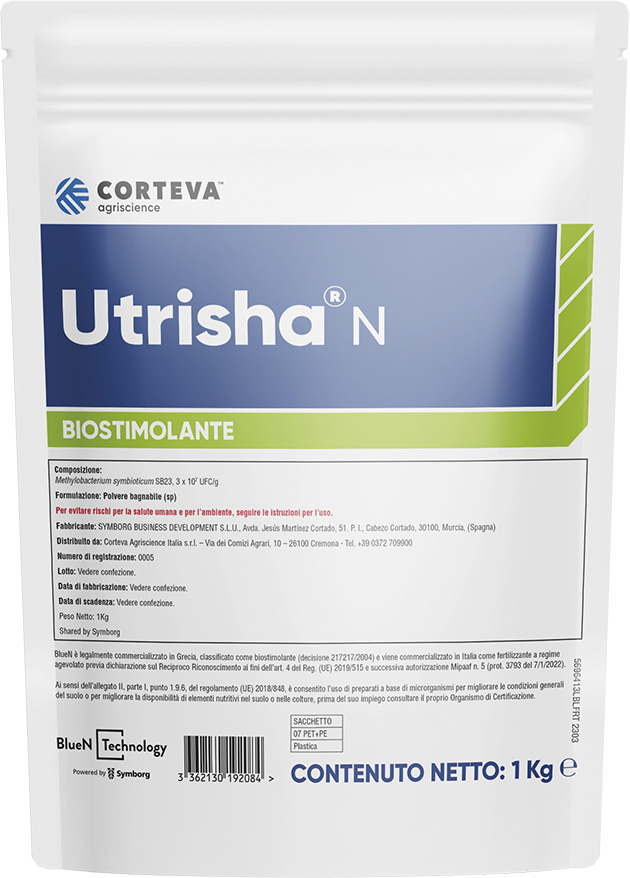 CORTEVA™
agriscience
Utrisha® N
BIOSTIMOLANTE
Composizione:
Methylobacterium symbioticum SB23, 3 x 10⁷ UFC/g
Formulazione: Polvere bagnabile (sp)
Per evitare rischi per la salute umana e per l'ambiente, seguire le istruzioni per l'uso.
Fabbricante: SYMBORG BUSINESS DEVELOPMENT S.L.U., Avda. Jesús Martínez Cortado, 51. P. I., Cabezo Cortado, 30100, Murcia, (Spagna)
Distribuito da: Corteva Agriscience Italia s.r.l. – Via dei Comizi Agrari, 10 – 26100 Cremona - Tel. +39 0372 709900
Numero di registrazione: 0005
Lotto: Vedere confezione.
Data di fabbricazione: Vedere confezione.
Data di scadenza: Vedere confezione.
Peso Netto: 1Kg
Shared by Symborg
BlueN è legalmente commercializzato in Grecia, classificato come biostimolante (decisione 217217/2004) e viene commercializzato in Italia come fertilizzante a regime
agevolato previa dichiarazione sul Reciproco Riconoscimento ai fini dell'art. 4 del Reg. (UE) 2019/515 e successiva autorizzazione Mipaaf n. 5 (prot. 3793 del 7/1/2022).
Ai sensi dell'allegato II, parte I, punto 1.9.6, del regolamento (UE) 2018/848, è consentito l'uso di preparati a base di microrganismi per migliorare le condizioni generali
del suolo o per migliorare la disponibilità di elementi nutritivi nel suolo o nelle colture, prima del suo impiego consultare il proprio Organismo di Certificazione.
5696413LBLFRT 2303
SACCHETTO
07 PET+PE
Plastica
BlueN Technology
Powered by Symborg
3 362130 192084 >
CONTENUTO NETTO: 1 Kg ℮